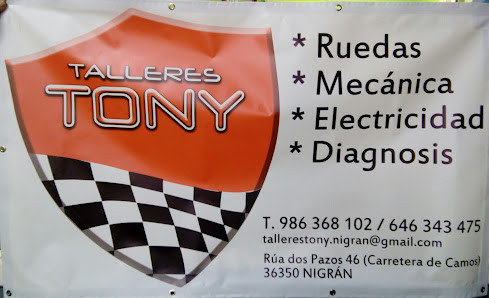 TALLERES
TONY
* Ruedas
* Mecánica
* Electricidad
* Diagnosis
T. 986 368 102 / 646 343 475
tallerestony.nigran@gmail.com
Rúa dos Pazos 46 (Carretera de Camos)
36350 NIGRÁN